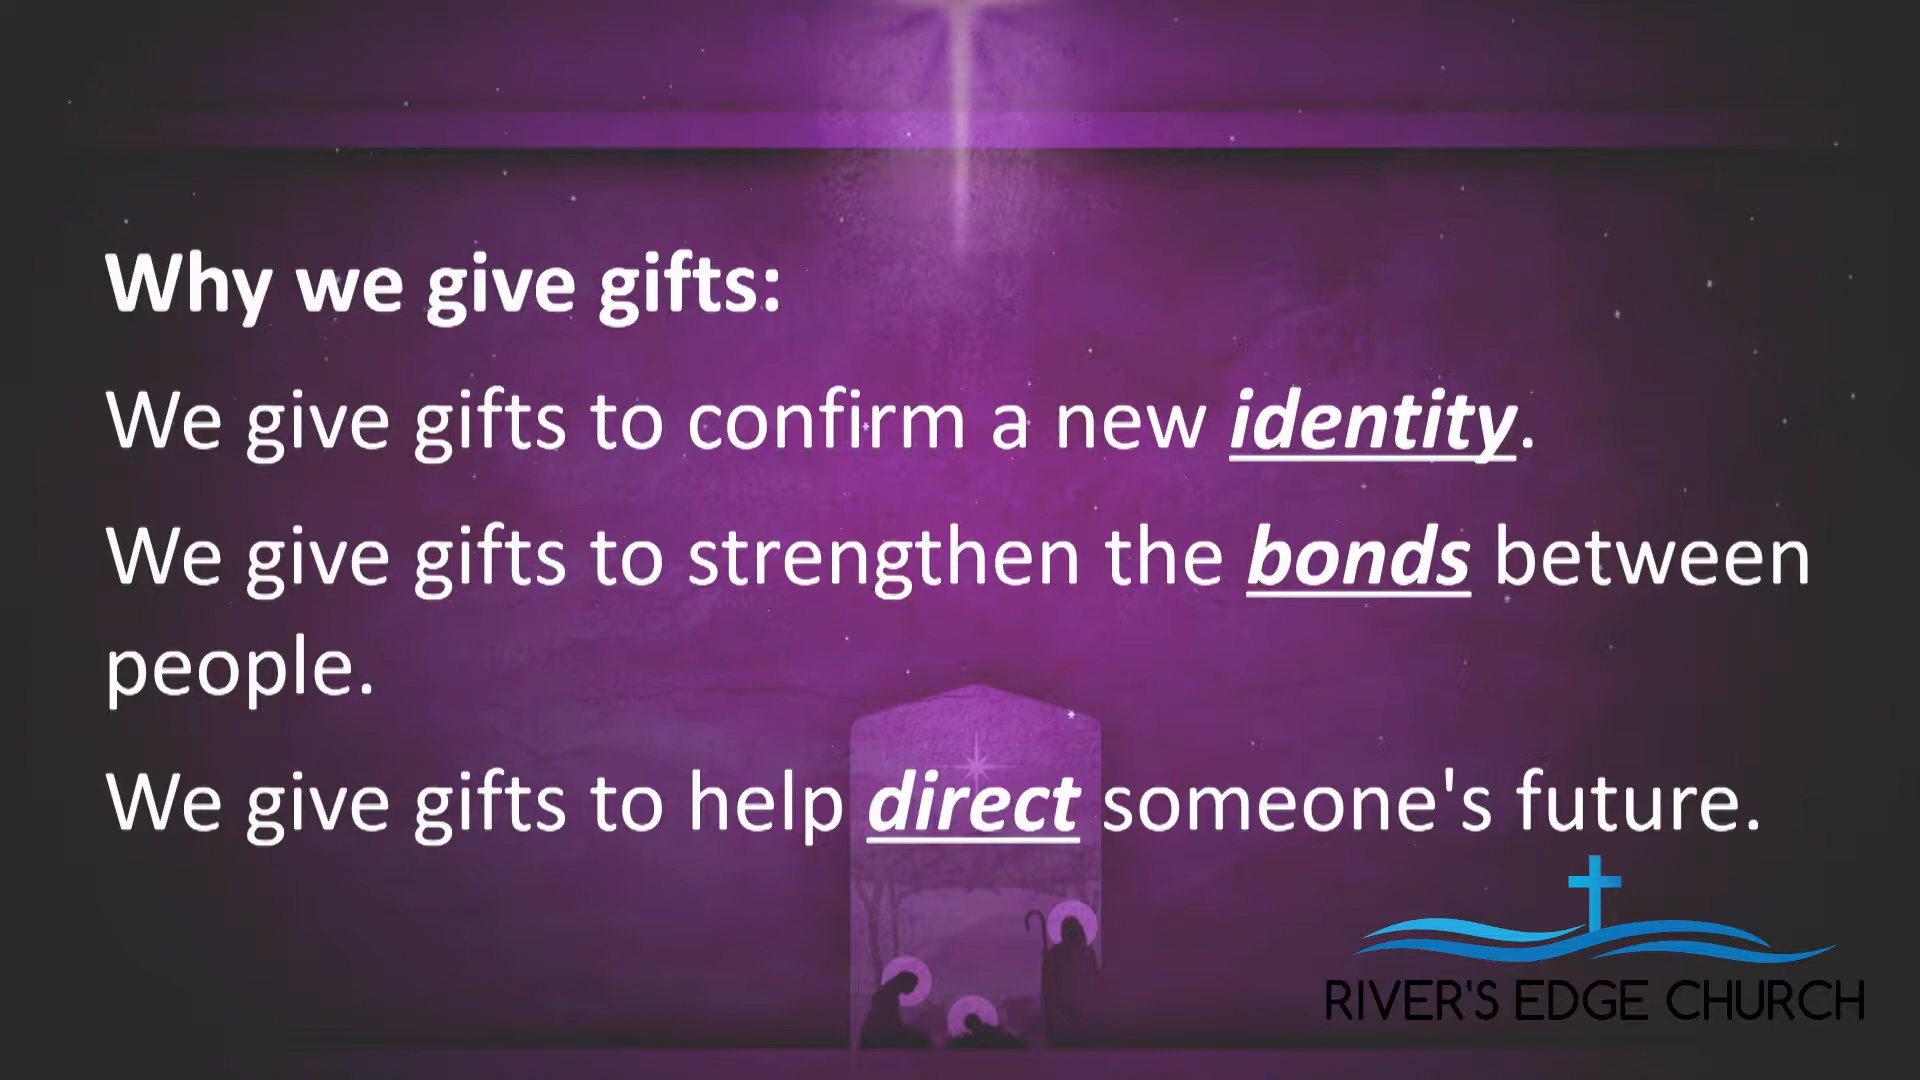 Why we give gifts:
We give gifts to confirm a new identity.
We give gifts to strengthen the bonds between
people.
We give gifts to help direct someone's future.
RIVER'S EDGE CHURCH